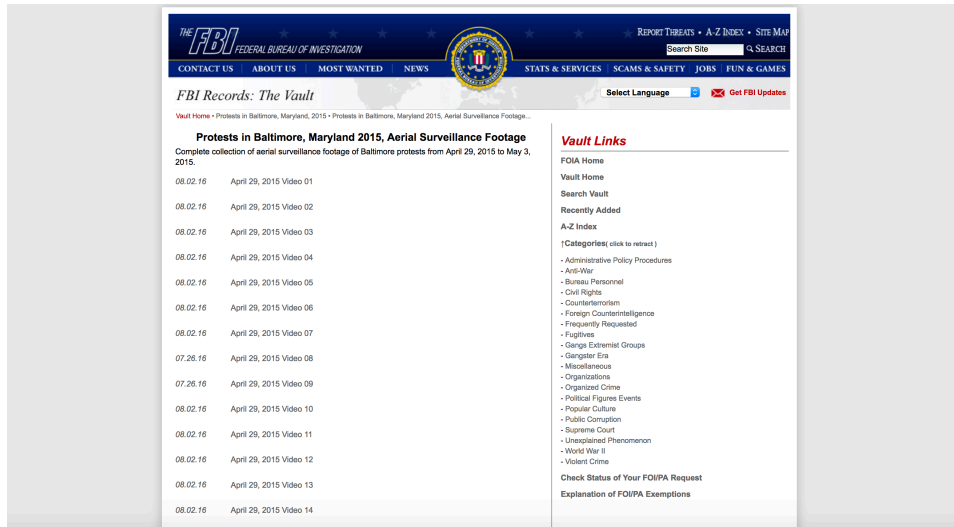 THE FBI FEDERAL BUREAU OF INVESTIGATION
REPORT THREATS • A-Z INDEX • SITE MAP
Search Site SEARCH
CONTACT US ABOUT US MOST WANTED NEWS STATS & SERVICES SCAMS & SAFETY JOBS FUN & GAMES
FBI Records: The Vault
Select Language Get FBI Updates
Vault Home • Protests in Baltimore, Maryland, 2015 • Protests in Baltimore, Maryland 2015, Aerial Surveillance Footage...
Protests in Baltimore, Maryland 2015, Aerial Surveillance Footage
Complete collection of aerial surveillance footage of Baltimore protests from April 29, 2015 to May 3,
2015.
08.02.16 April 29, 2015 Video 01
08.02.16 April 29, 2015 Video 02
08.02.16 April 29, 2015 Video 03
08.02.16 April 29, 2015 Video 04
08.02.16 April 29, 2015 Video 05
08.02.16 April 29, 2015 Video 06
08.02.16 April 29, 2015 Video 07
07.26.16 April 29, 2015 Video 08
07.26.16 April 29, 2015 Video 09
08.02.16 April 29, 2015 Video 10
08.02.16 April 29, 2015 Video 11
08.02.16 April 29, 2015 Video 12
08.02.16 April 29, 2015 Video 13
08.02.16 April 29, 2015 Video 14
Vault Links
FOIA Home
Vault Home
Search Vault
Recently Added
A-Z Index
†Categories( click to retract )
- Administrative Policy Procedures
- Anti-War
- Bureau Personnel
- Civil Rights
- Counterterrorism
- Foreign Counterintelligence
- Frequently Requested
- Fugitives
- Gangs Extremist Groups
- Gangster Era
- Miscellaneous
- Organizations
- Organized Crime
- Political Figures Events
- Popular Culture
- Public Corruption
- Supreme Court
- Unexplained Phenomenon
- World War II
- Violent Crime
Check Status of Your FOI/PA Request
Explanation of FOI/PA Exemptions